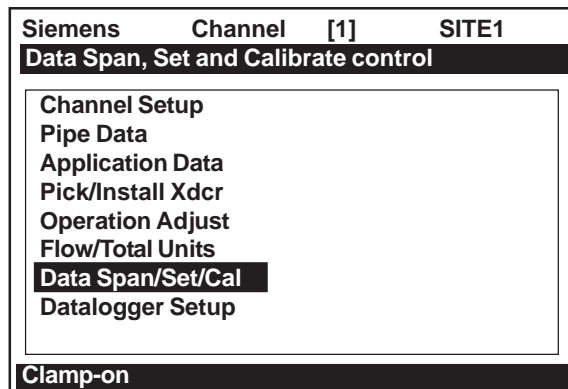 Siemens Channel [1] SITE1
Data Span, Set and Calibrate control
Channel Setup
Pipe Data
Application Data
Pick/Install Xdcr
Operation Adjust
Flow/Total Units
Data Span/Set/Cal
Datalogger Setup
Clamp-on